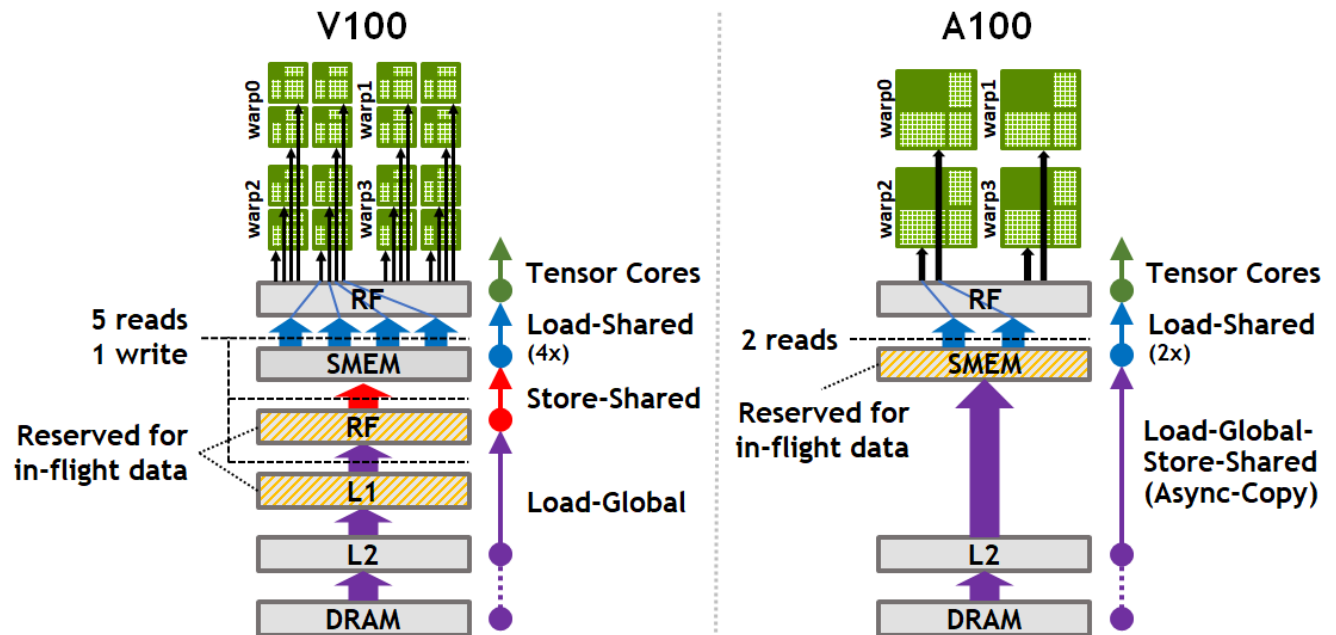 V100
warp0
warp1
warp2
warp3
RF
5 reads
1 write
SMEM
RF
Reserved for
in-flight data
L1
L2
DRAM
Tensor Cores
Load-Shared
(4x)
Store-Shared
Load-Global
A100
warp0
warp1
warp2
warp3
RF
2 reads
SMEM
Reserved for
in-flight data
L2
DRAM
Tensor Cores
Load-Shared
(2x)
Load-Global-
Store-Shared
(Async-Copy)